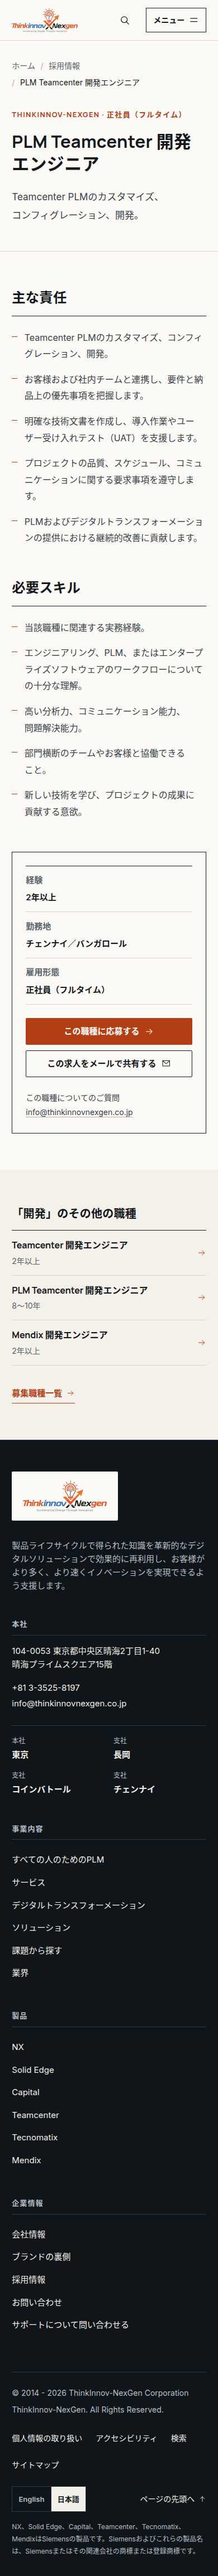 ThinkinnovXNexgen
メニュー
ホーム / 採用情報
/ PLM Teamcenter 開発エンジニア
THINKINNOV-NEXGEN · 正社員（フルタイム）
PLM Teamcenter 開発
エンジニア
Teamcenter PLMのカスタマイズ、
コンフィグレーション、開発。
主な責任
Teamcenter PLMのカスタマイズ、コンフィ
グレーション、開発。
お客様および社内チームと連携し、要件と納
品上の優先事項を把握します。
明確な技術文書を作成し、導入作業やユー
ザー受け入れテスト（UAT）を支援します。
プロジェクトの品質、スケジュール、コミュ
ニケーションに関する要求事項を遵守しま
す。
PLMおよびデジタルトランスフォーメーショ
ンの提供における継続的改善に貢献します。
必要スキル
当該職種に関連する実務経験。
エンジニアリング、PLM、またはエンタープ
ライズソフトウェアのワークフローについて
の十分な理解。
高い分析力、コミュニケーション能力、
問題解決能力。
部門横断のチームやお客様と協働できる
こと。
新しい技術を学び、プロジェクトの成果に
貢献する意欲。
経験
2年以上
勤務地
チェンナイ／バンガロール
雇用形態
正社員（フルタイム）
この職種に応募する →
この求人をメールで共有する
この職種についてのご質問
info@thinkinnovnexgen.co.jp
「開発」のその他の職種
Teamcenter 開発エンジニア
2年以上
→
PLM Teamcenter 開発エンジニア
8〜10年
→
Mendix 開発エンジニア
2年以上
→
募集職種一覧 →
ThinkinnovXNexgen
製品ライフサイクルで得られた知識を革新的なデジ
タルソリューションで効果的に再利用し、お客様が
より多く、より速くイノベーションを実現できるよ
う支援します。
本社
104-0053 東京都中央区晴海2丁目1-40
晴海プライムスクエア15階
+81 3-3525-8197
info@thinkinnovnexgen.co.jp
本社 支社
東京 長岡
支社 支社
コインバトール チェンナイ
事業内容
すべての人のためのPLM
サービス
デジタルトランスフォーメーション
ソリューション
課題から探す
業界
製品
NX
Solid Edge
Capital
Teamcenter
Tecnomatix
Mendix
企業情報
会社情報
ブランドの裏側
採用情報
お問い合わせ
サポートについて問い合わせる
© 2014 - 2026 ThinkInnov-NexGen Corporation
ThinkInnov-NexGen. All Rights Reserved.
個人情報の取り扱い アクセシビリティ 検索
サイトマップ
English 日本語 ページの先頭へ ↑
NX、Solid Edge、Capital、Teamcenter、Tecnomatix、
MendixはSiemensの製品です。Siemensおよびこれらの製品名
は、Siemensまたはその関連会社の商標または登録商標です。